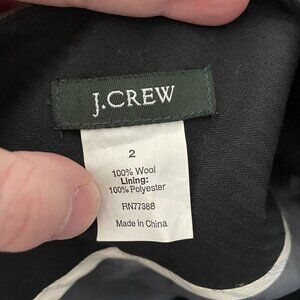 J.CREW
2
100% Wool
Lining:
100% Polyester
RN77388
Made in China